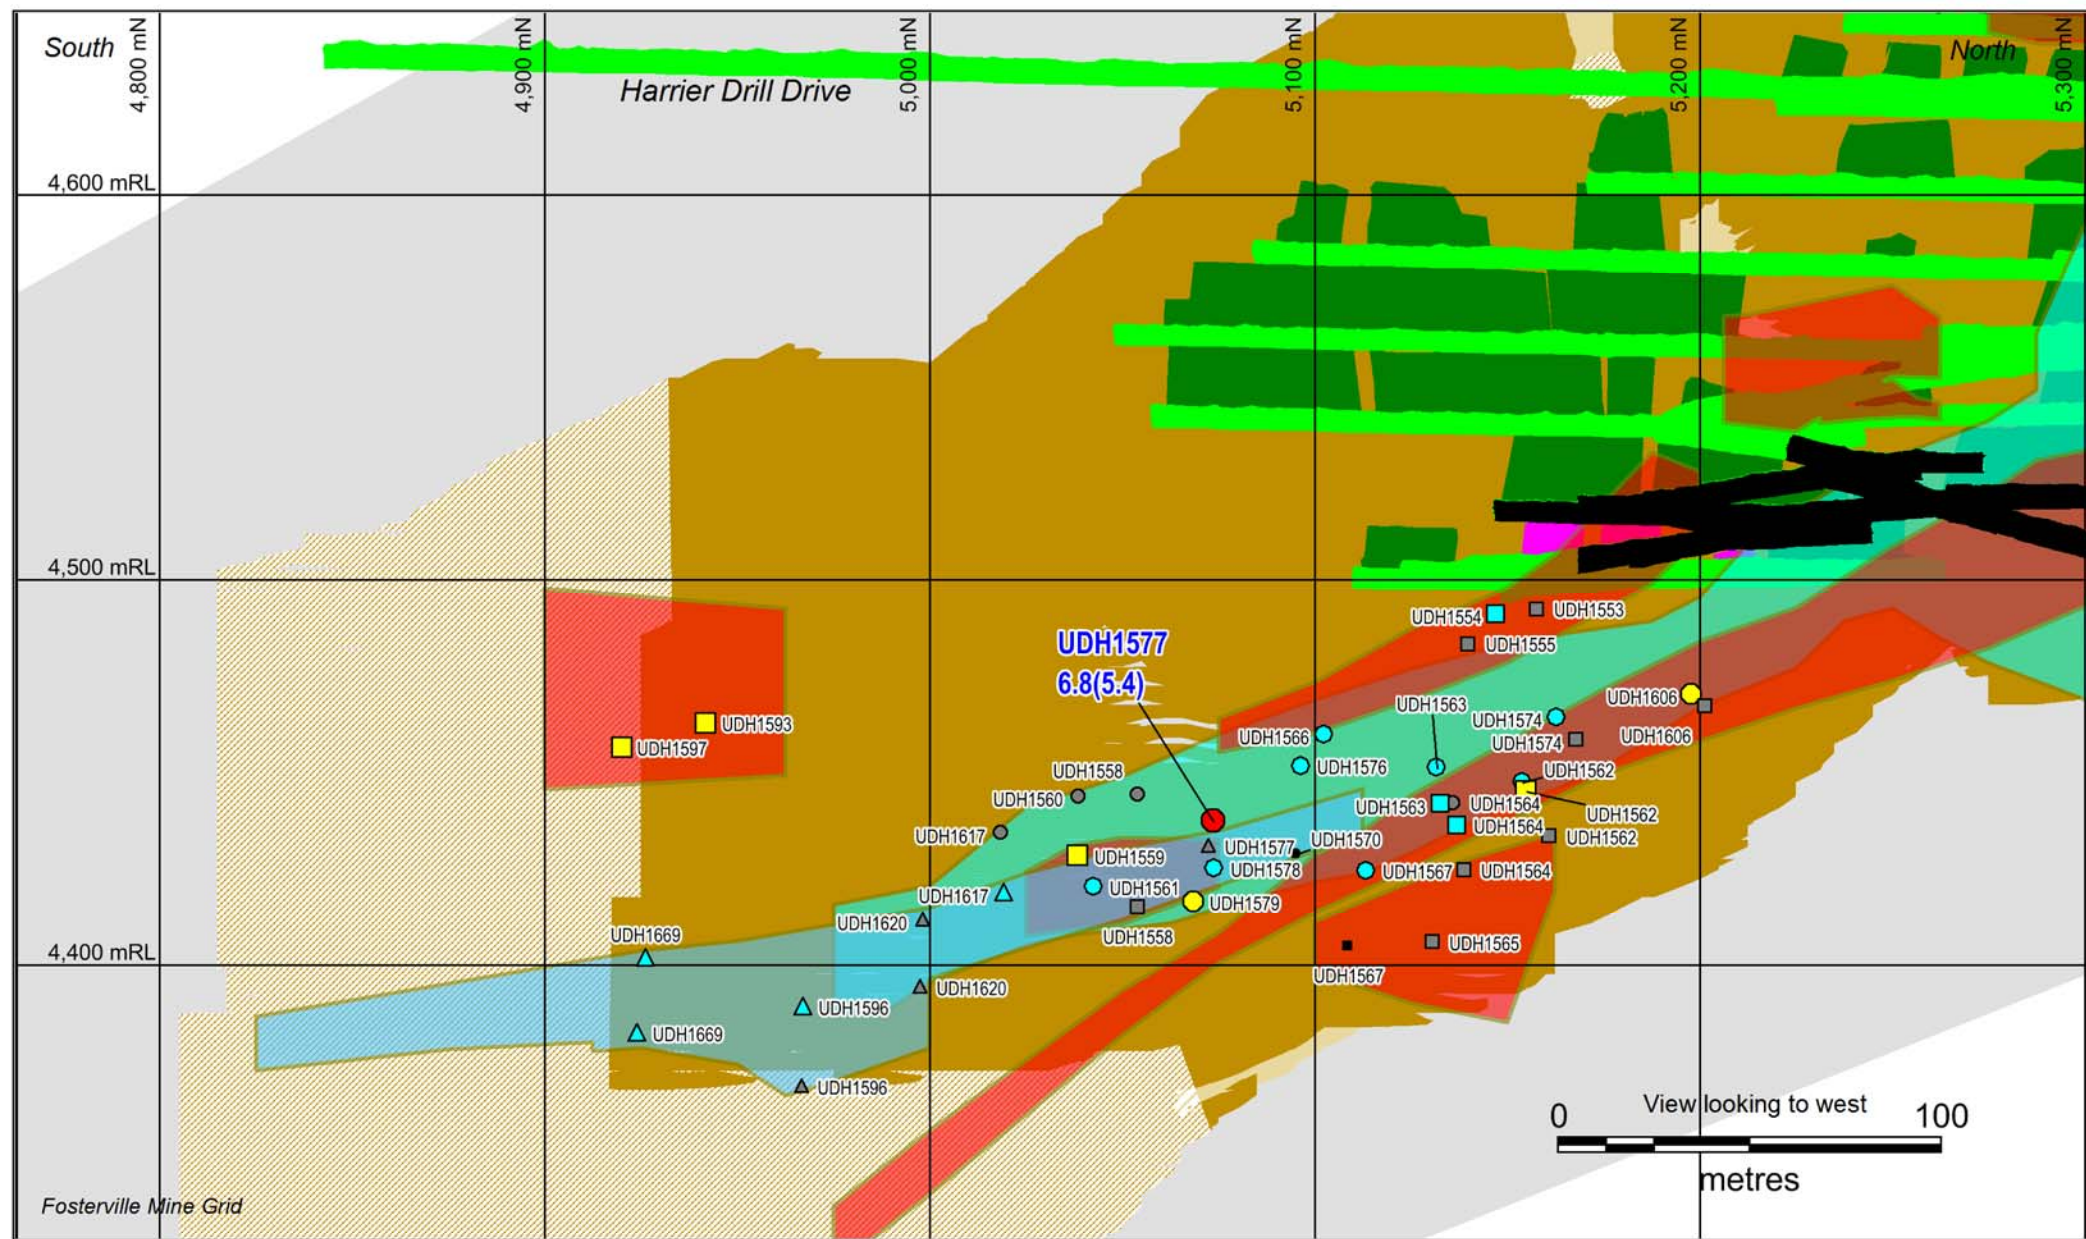 South
4,800 mN
4,900 mN
5,000 mN
5,100 mN
5,200 mN
5,300 mN
North
Harrier Drill Drive
4,600 mRL
4,500 mRL
UDH1554
UDH1553
UDH1555
UDH1577
6.8(5.4)
UDH1593
UDH1597
UDH1606
UDH1563
UDH1574
UDH1566
UDH1574
UDH1606
UDH1558
UDH1576
UDH1562
UDH1560
UDH1563
UDH1564
UDH1562
UDH1617
UDH1564
UDH1562
UDH1570
UDH1577
UDH1559
UDH1578
UDH1567
UDH1564
UDH1561
UDH1617
UDH1579
UDH1620
UDH1558
UDH1565
UDH1669
4,400 mRL
UDH1567
UDH1620
UDH1596
UDH1669
UDH1596
0
View looking to west
100
metres
Fosterville Mine Grid